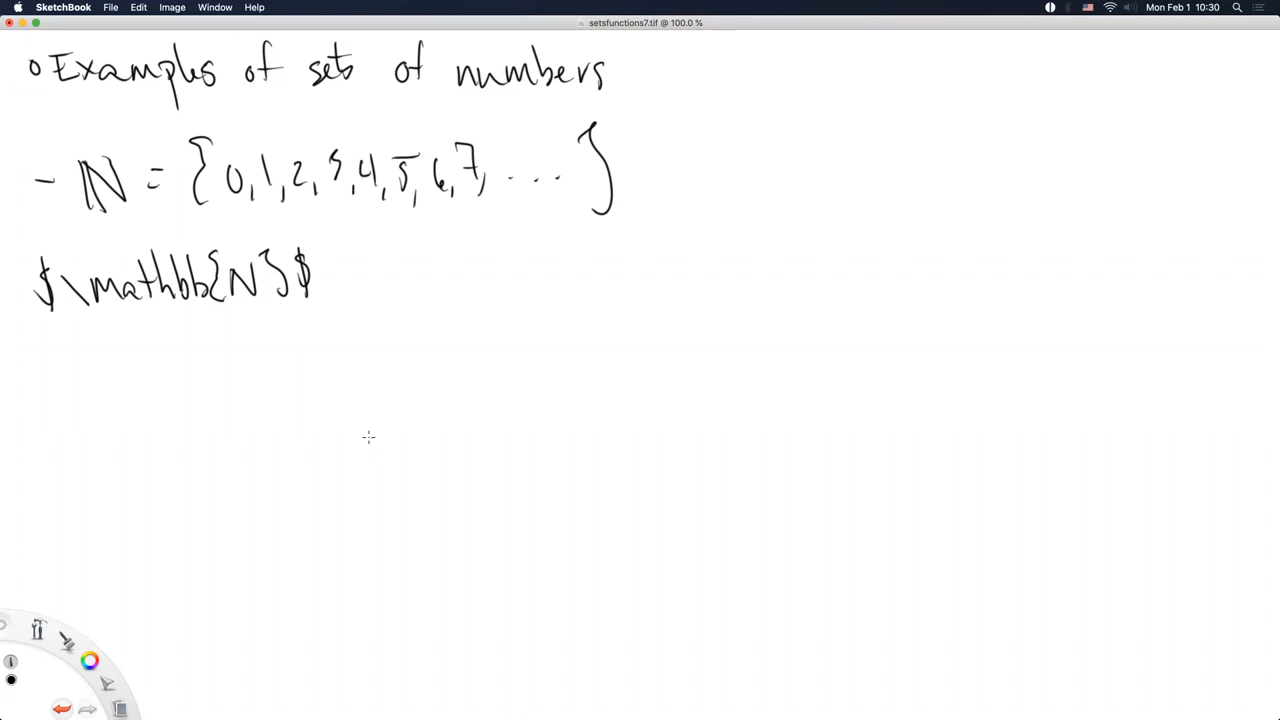 SketchBook File Edit Image Window Help Mon Feb 1 10:30
setsfunctions7.tif @ 100.0 %
Examples of sets of numbers
- ℕ = {0,1,2,3,4,5,6,7, ... }
$\mathbb{N}$